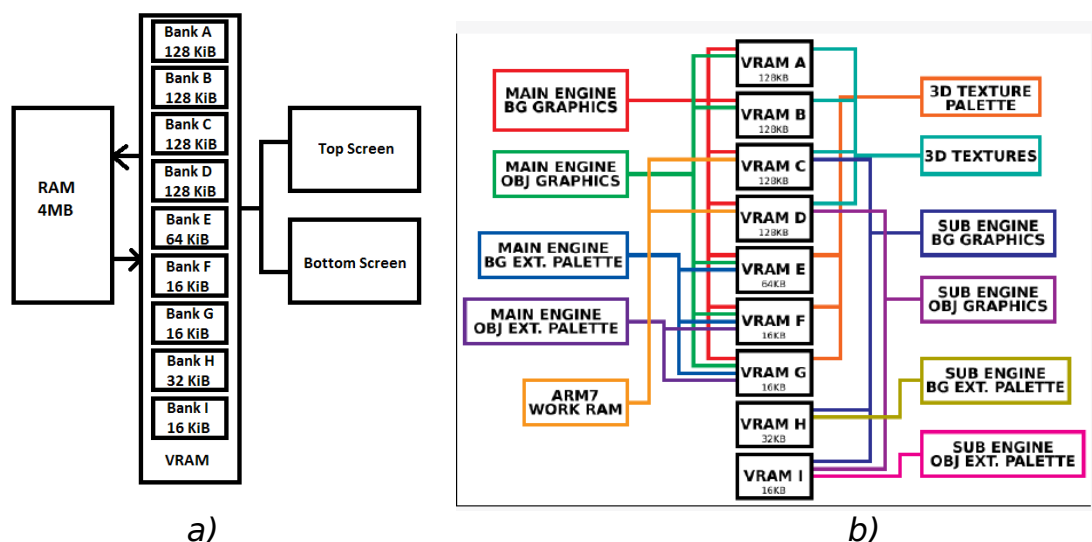 Bank A
128 KiB
Bank B
128 KiB
Bank C
128 KiB
Bank D
128 KiB
Bank E
64 KiB
Bank F
16 KiB
Bank G
16 KiB
Bank H
32 KiB
Bank I
16 KiB
VRAM
RAM
4MB
Top Screen
Bottom Screen
a)
MAIN ENGINE
BG GRAPHICS
MAIN ENGINE
OBJ GRAPHICS
MAIN ENGINE
BG EXT. PALETTE
MAIN ENGINE
OBJ EXT. PALETTE
ARM7
WORK RAM
VRAM A
128KB
VRAM B
128KB
VRAM C
128KB
VRAM D
128KB
VRAM E
64KB
VRAM F
16KB
VRAM G
16KB
VRAM H
32KB
VRAM I
16KB
3D TEXTURE
PALETTE
3D TEXTURES
SUB ENGINE
BG GRAPHICS
SUB ENGINE
OBJ GRAPHICS
SUB ENGINE
BG EXT. PALETTE
SUB ENGINE
OBJ EXT. PALETTE
b)